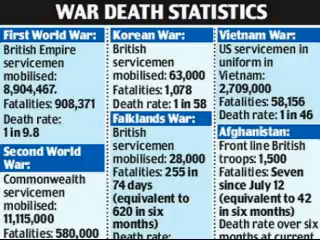 WAR DEATH STATISTICS
First World War:
British Empire
servicemen
mobilised:
8,904,467.
Fatalities: 908,371
Death rate:
1 in 9.8
Second World
War:
Commonwealth
servicemen
mobilised:
11,115,000
Fatalities: 580,000
Korean War:
British
servicemen
mobilised: 63,000
Fatalities: 1,078
Death rate: 1 in 58
Falklands War:
British
servicemen
mobilised: 28,000
Fatalities: 255 in
74 days
(equivalent to
620 in six
months)
Death rate:
Vietnam War:
US servicemen in
uniform in
Vietnam:
2,709,000
Fatalities: 58,156
Death rate: 1 in 46
Afghanistan:
Front line British
troops: 1,500
Fatalities: Seven
since July 12
(equivalent to 42
in six months)
Death rate over six
months at current